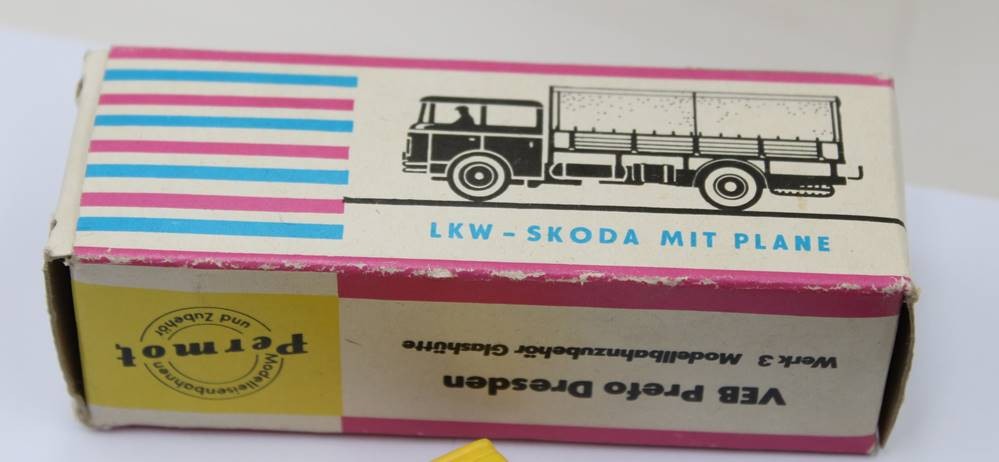 LKW - SKODA MIT PLANE
VEB Prefo Dresden
Werk 3 Modellbahnzubehör Glashütte
Modelleisenbahnen
Permot
und Zubehör